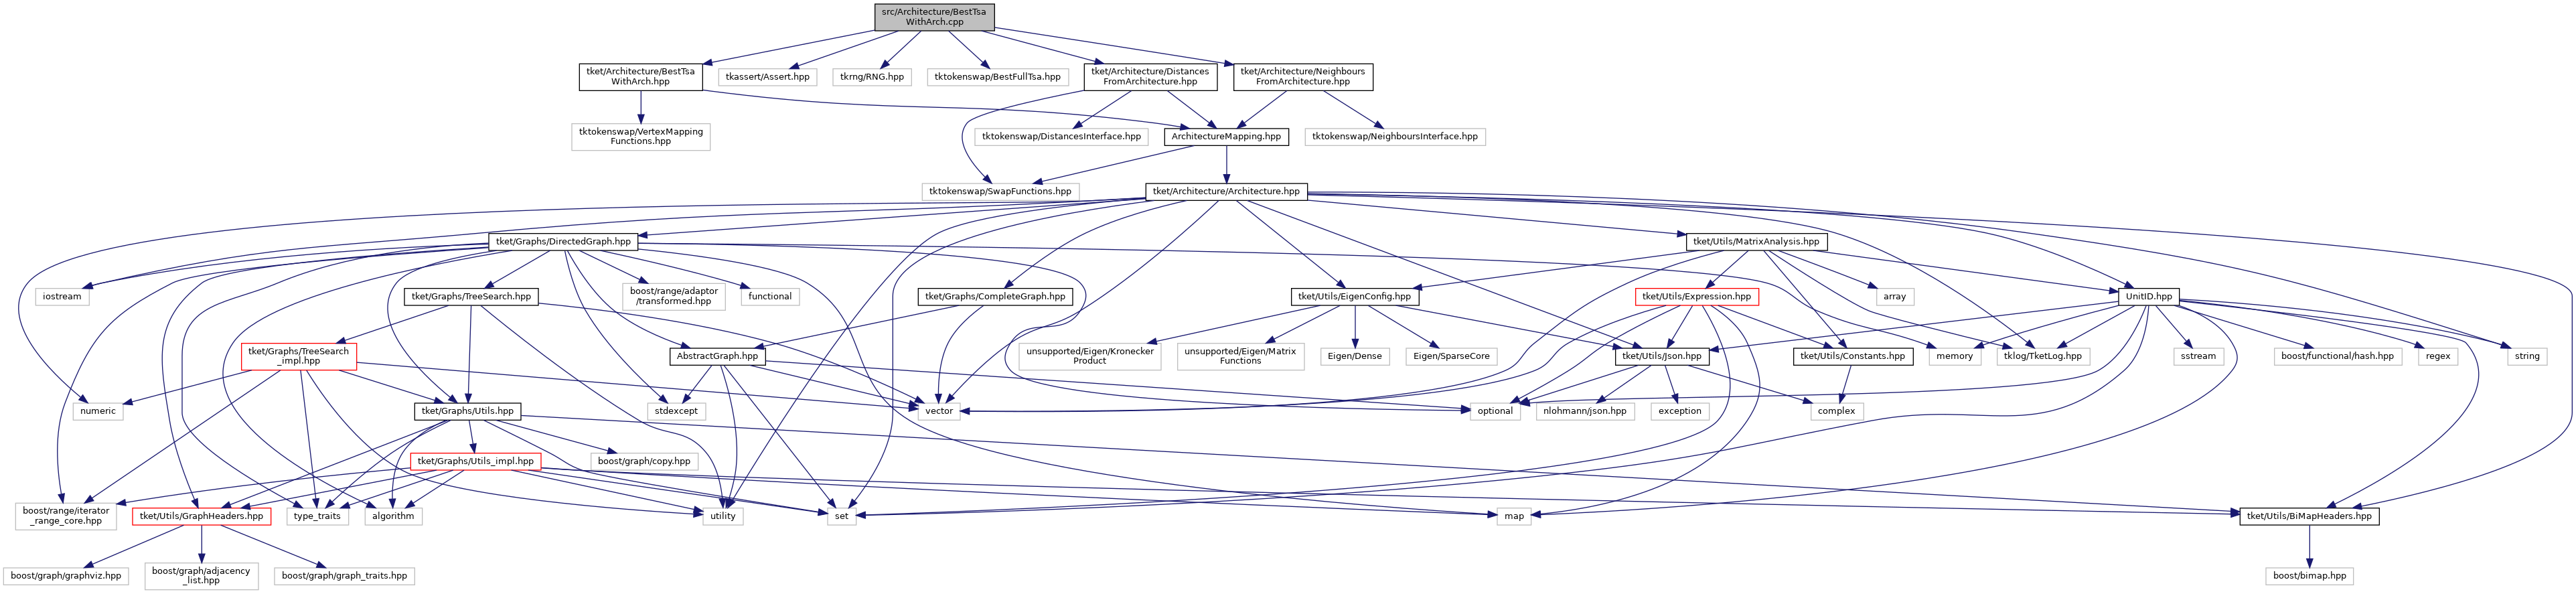 src/Architecture/BestTsa
WithArch.cpp
tket/Architecture/BestTsa
WithArch.hpp
tkassert/Assert.hpp
tkrng/RNG.hpp
tktokenswap/BestFullTsa.hpp
tket/Architecture/Distances
FromArchitecture.hpp
tket/Architecture/Neighbours
FromArchitecture.hpp
tktokenswap/VertexMapping
Functions.hpp
tktokenswap/DistancesInterface.hpp
ArchitectureMapping.hpp
tktokenswap/NeighboursInterface.hpp
tktokenswap/SwapFunctions.hpp
tket/Architecture/Architecture.hpp
tket/Graphs/DirectedGraph.hpp
tket/Utils/MatrixAnalysis.hpp
iostream
tket/Graphs/TreeSearch.hpp
boost/range/adaptor
/transformed.hpp
functional
tket/Graphs/CompleteGraph.hpp
tket/Utils/EigenConfig.hpp
tket/Utils/Expression.hpp
array
UnitID.hpp
tket/Graphs/TreeSearch
_impl.hpp
AbstractGraph.hpp
unsupported/Eigen/Kronecker
Product
unsupported/Eigen/Matrix
Functions
Eigen/Dense
Eigen/SparseCore
tket/Utils/Json.hpp
tket/Utils/Constants.hpp
memory
tklog/TketLog.hpp
sstream
boost/functional/hash.hpp
regex
string
numeric
tket/Graphs/Utils.hpp
stdexcept
vector
optional
nlohmann/json.hpp
exception
complex
tket/Graphs/Utils_impl.hpp
boost/graph/copy.hpp
boost/range/iterator
_range_core.hpp
tket/Utils/GraphHeaders.hpp
type_traits
algorithm
utility
set
map
tket/Utils/BiMapHeaders.hpp
boost/graph/graphviz.hpp
boost/graph/adjacency
_list.hpp
boost/graph/graph_traits.hpp
boost/bimap.hpp